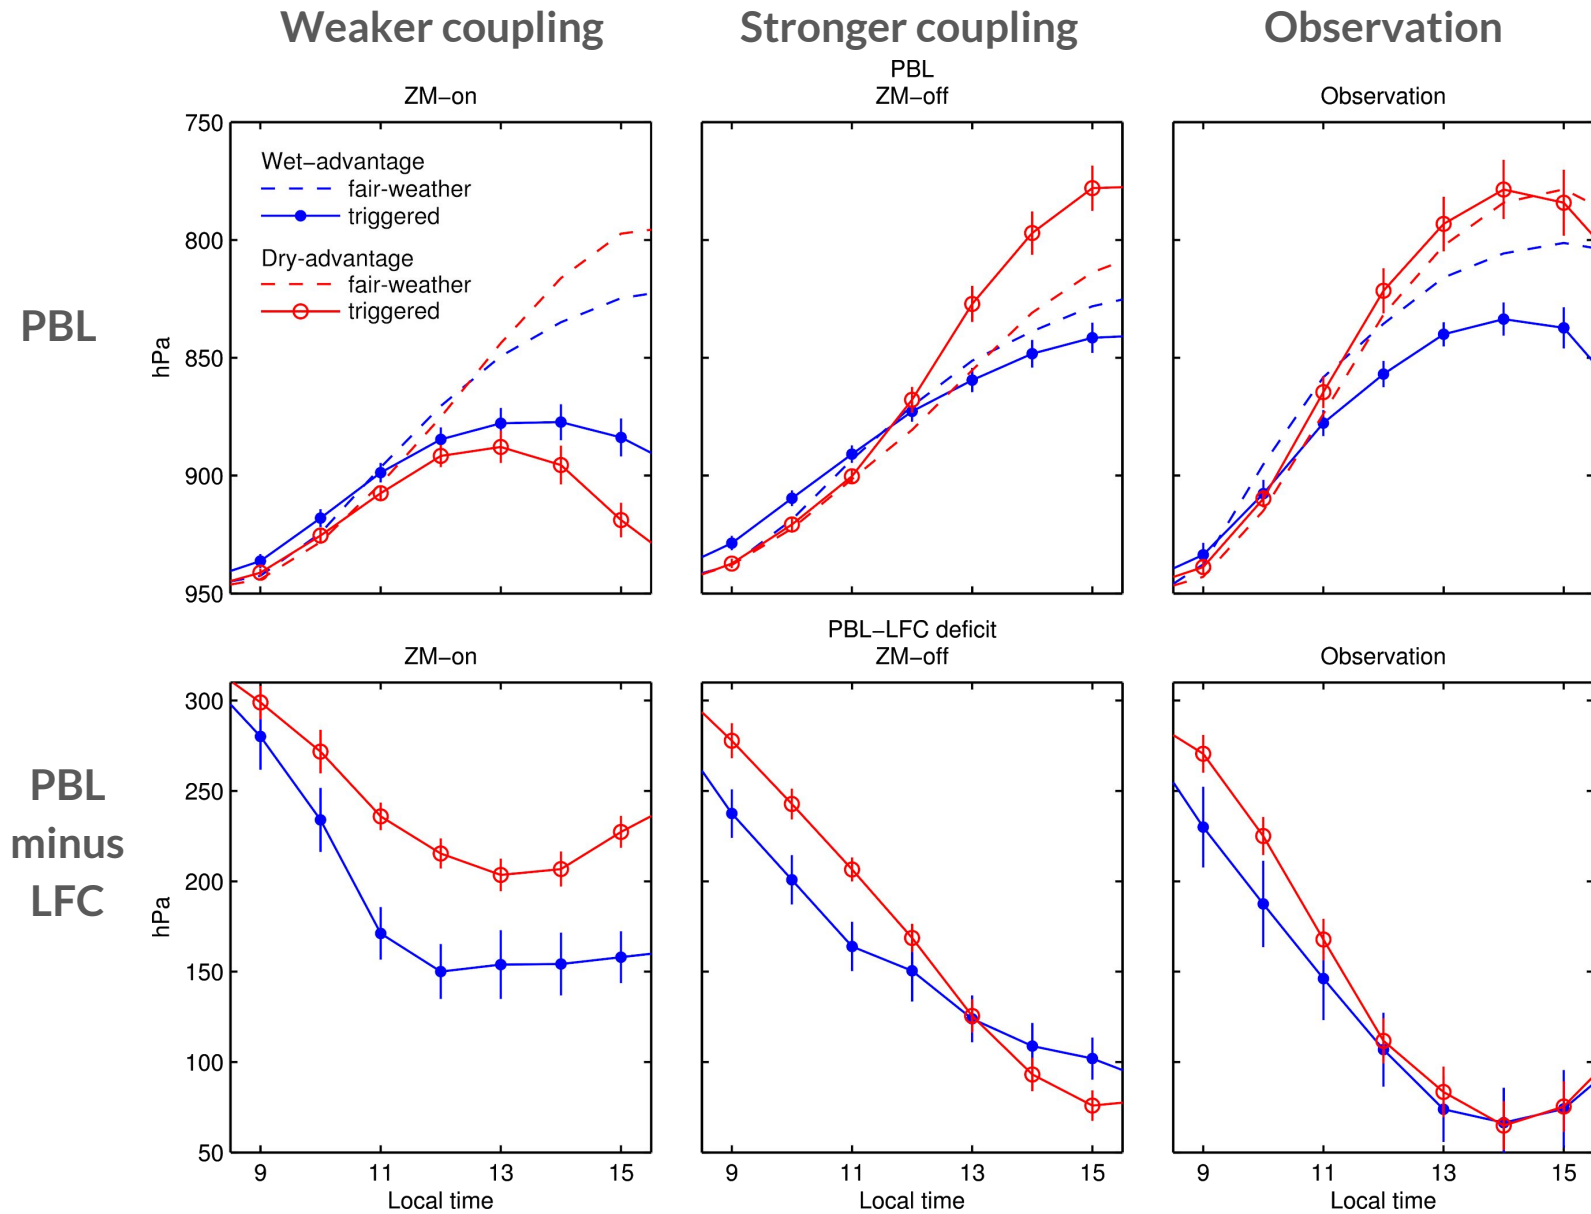 Weaker coupling Stronger coupling Observation
PBL
ZM−on ZM−off Observation
750
800
850
900
950
hPa
PBL
Wet−advantage
fair-weather
triggered
Dry-advantage
fair-weather
triggered
PBL−LFC deficit
ZM−on ZM−off Observation
300
250
200
150
100
50
hPa
PBL
minus
LFC
9 11 13 15 9 11 13 15 9 11 13 15
Local time Local time Local time